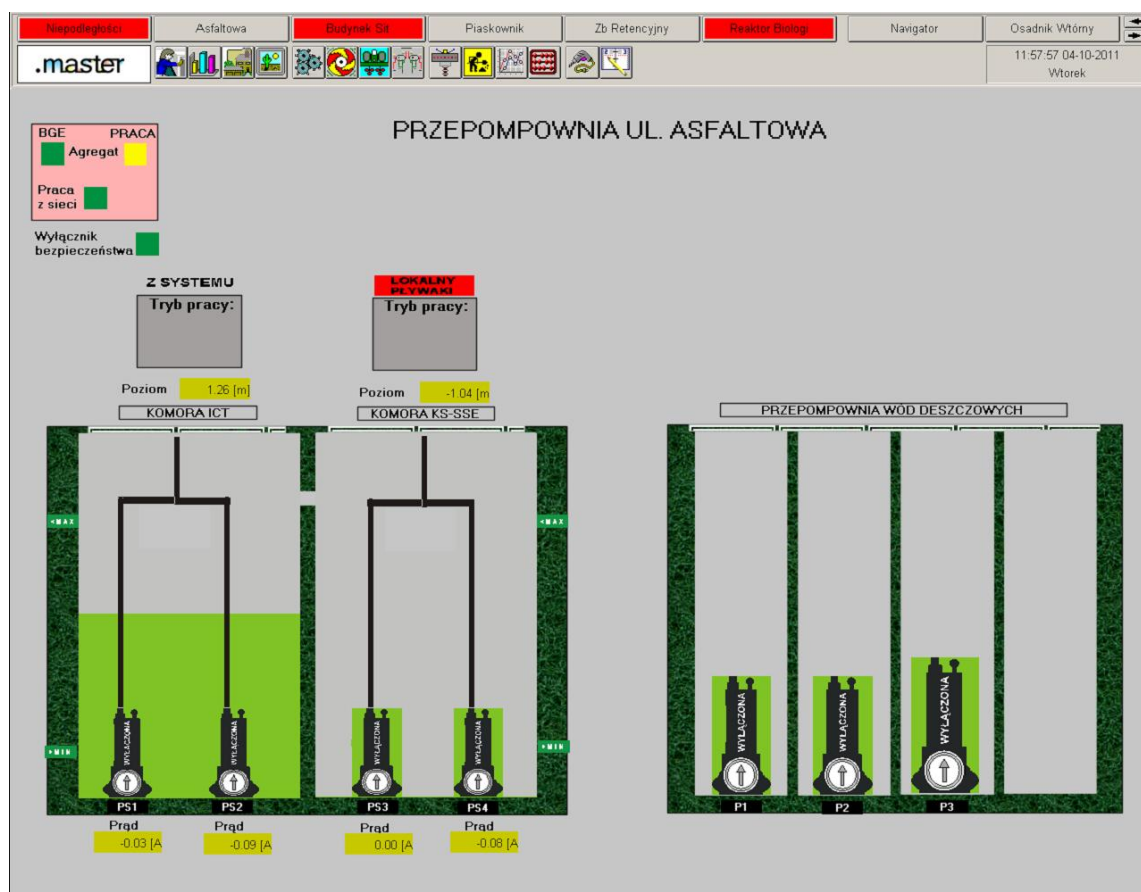 Niepodległości Asfaltowa Budynek Sit Piaskownik Zb Retencyjny Reaktor Biologi Navigator Osadnik Wtórny
.master
11:57:57 04-10-2011
Wtorek
PRZEPOMPOWNIA UL. ASFALTOWA
BGE PRACA
Agregat
Praca
z sieci
Wyłącznik
bezpieczeństwa
Z SYSTEMU
Tryb pracy:
LOKALNY
PŁYWAKI
Tryb pracy:
Poziom 1.26 [m]
Poziom -1.04 [m
KOMORA ICT
KOMORA KS-SSE
PRZEPOMPOWNIA WÓD DESZCZOWYCH
<MAX
<MAX
<MIN
<MIN
WYŁĄCZONA
WYŁĄCZONA
WYŁĄCZONA
WYŁĄCZONA
WYŁĄCZONA
WYŁĄCZONA
WYŁĄCZONA
PS1 PS2 PS3 PS4
P1 P2 P3
Prąd Prąd Prąd Prąd
-0.03 [A -0.09 [A 0.00 [A -0.08 [A